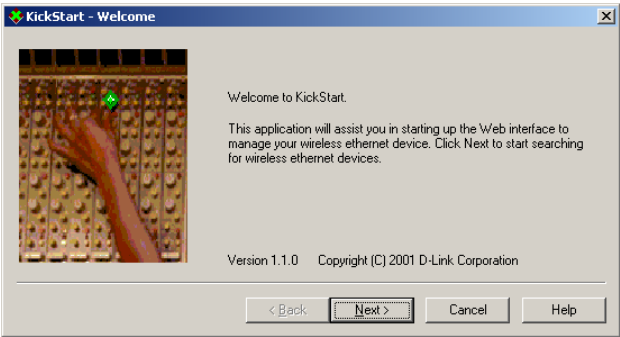 KickStart - Welcome
Welcome to KickStart.
This application will assist you in starting up the Web interface to
manage your wireless ethernet device. Click Next to start searching
for wireless ethernet devices.
Version 1.1.0 Copyright (C) 2001 D-Link Corporation
< Back Next > Cancel Help